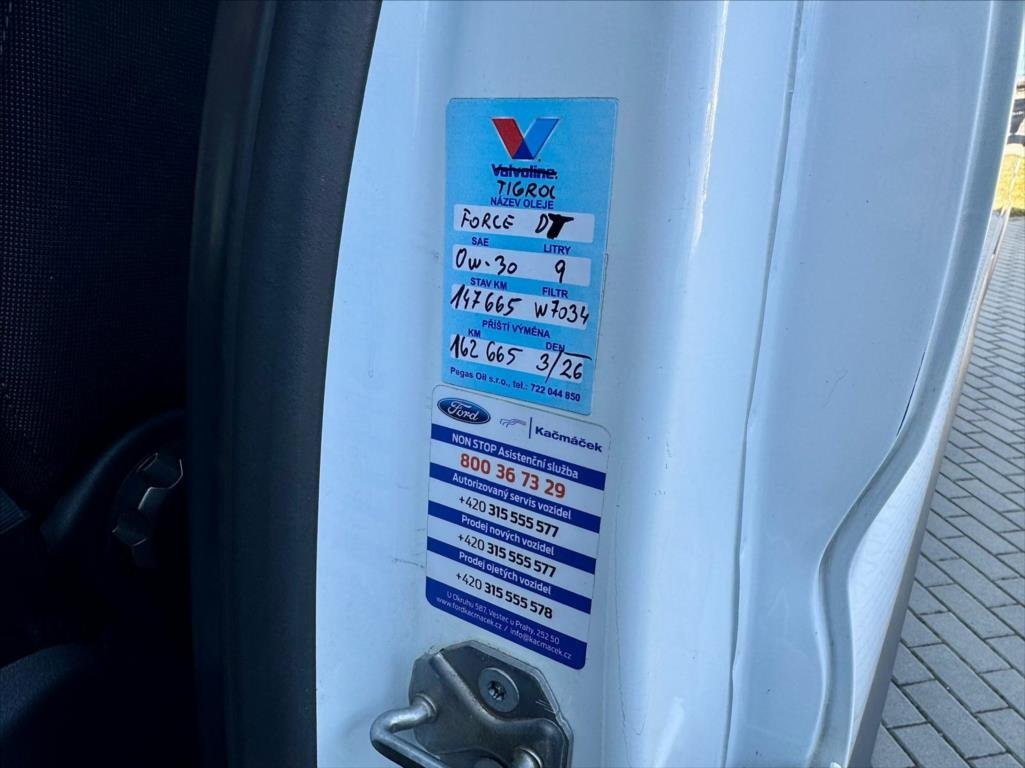 Valvoline
TIGROL
NÁZEV OLEJE
FORCE DT
SAE LITRY
0w-30 9
STAV KM FILTR
147665 W7034
PŘÍŠTÍ VÝMĚNA
KM DEN
162 665 3/26
Pegas Oil s.r.o., tel.: 722 044 850
Ford Kačmáček
NON STOP Asistenční služba
800 36 73 29
Autorizovaný servis vozidel
+420 315 555 577
Prodej nových vozidel
+420 315 555 577
Prodej ojetých vozidel
+420 315 555 578
U Okruhu 587, Vestec u Prahy, 252 50
www.fordkacmacek.cz / info@kacmacek.cz